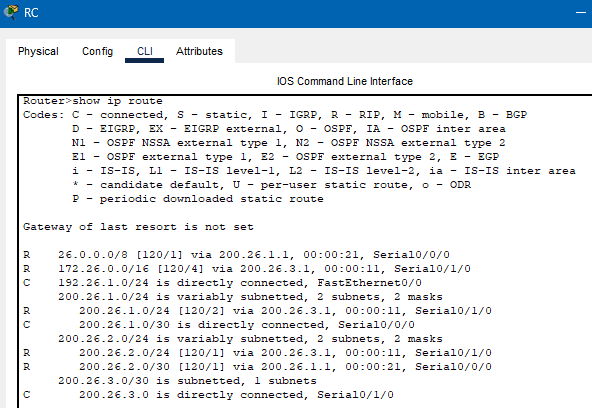 RC
Physical Config CLI Attributes
IOS Command Line Interface
Router>show ip route
Codes: C - connected, S - static, I - IGRP, R - RIP, M - mobile, B - BGP
D - EIGRP, EX - EIGRP external, O - OSPF, IA - OSPF inter area
N1 - OSPF NSSA external type 1, N2 - OSPF NSSA external type 2
E1 - OSPF external type 1, E2 - OSPF external type 2, E - EGP
i - IS-IS, L1 - IS-IS level-1, L2 - IS-IS level-2, ia - IS-IS inter area
* - candidate default, U - per-user static route, o - ODR
P - periodic downloaded static route
Gateway of last resort is not set
R 26.0.0.0/8 [120/1] via 200.26.1.1, 00:00:21, Serial0/0/0
R 172.26.0.0/16 [120/4] via 200.26.3.1, 00:00:11, Serial0/1/0
C 192.26.1.0/24 is directly connected, FastEthernet0/0
200.26.1.0/24 is variably subnetted, 2 subnets, 2 masks
R 200.26.1.0/24 [120/2] via 200.26.3.1, 00:00:11, Serial0/1/0
C 200.26.1.0/30 is directly connected, Serial0/0/0
200.26.2.0/24 is variably subnetted, 2 subnets, 2 masks
R 200.26.2.0/24 [120/1] via 200.26.3.1, 00:00:11, Serial0/1/0
R 200.26.2.0/30 [120/1] via 200.26.1.1, 00:00:21, Serial0/0/0
200.26.3.0/30 is subnetted, 1 subnets
C 200.26.3.0 is directly connected, Serial0/1/0